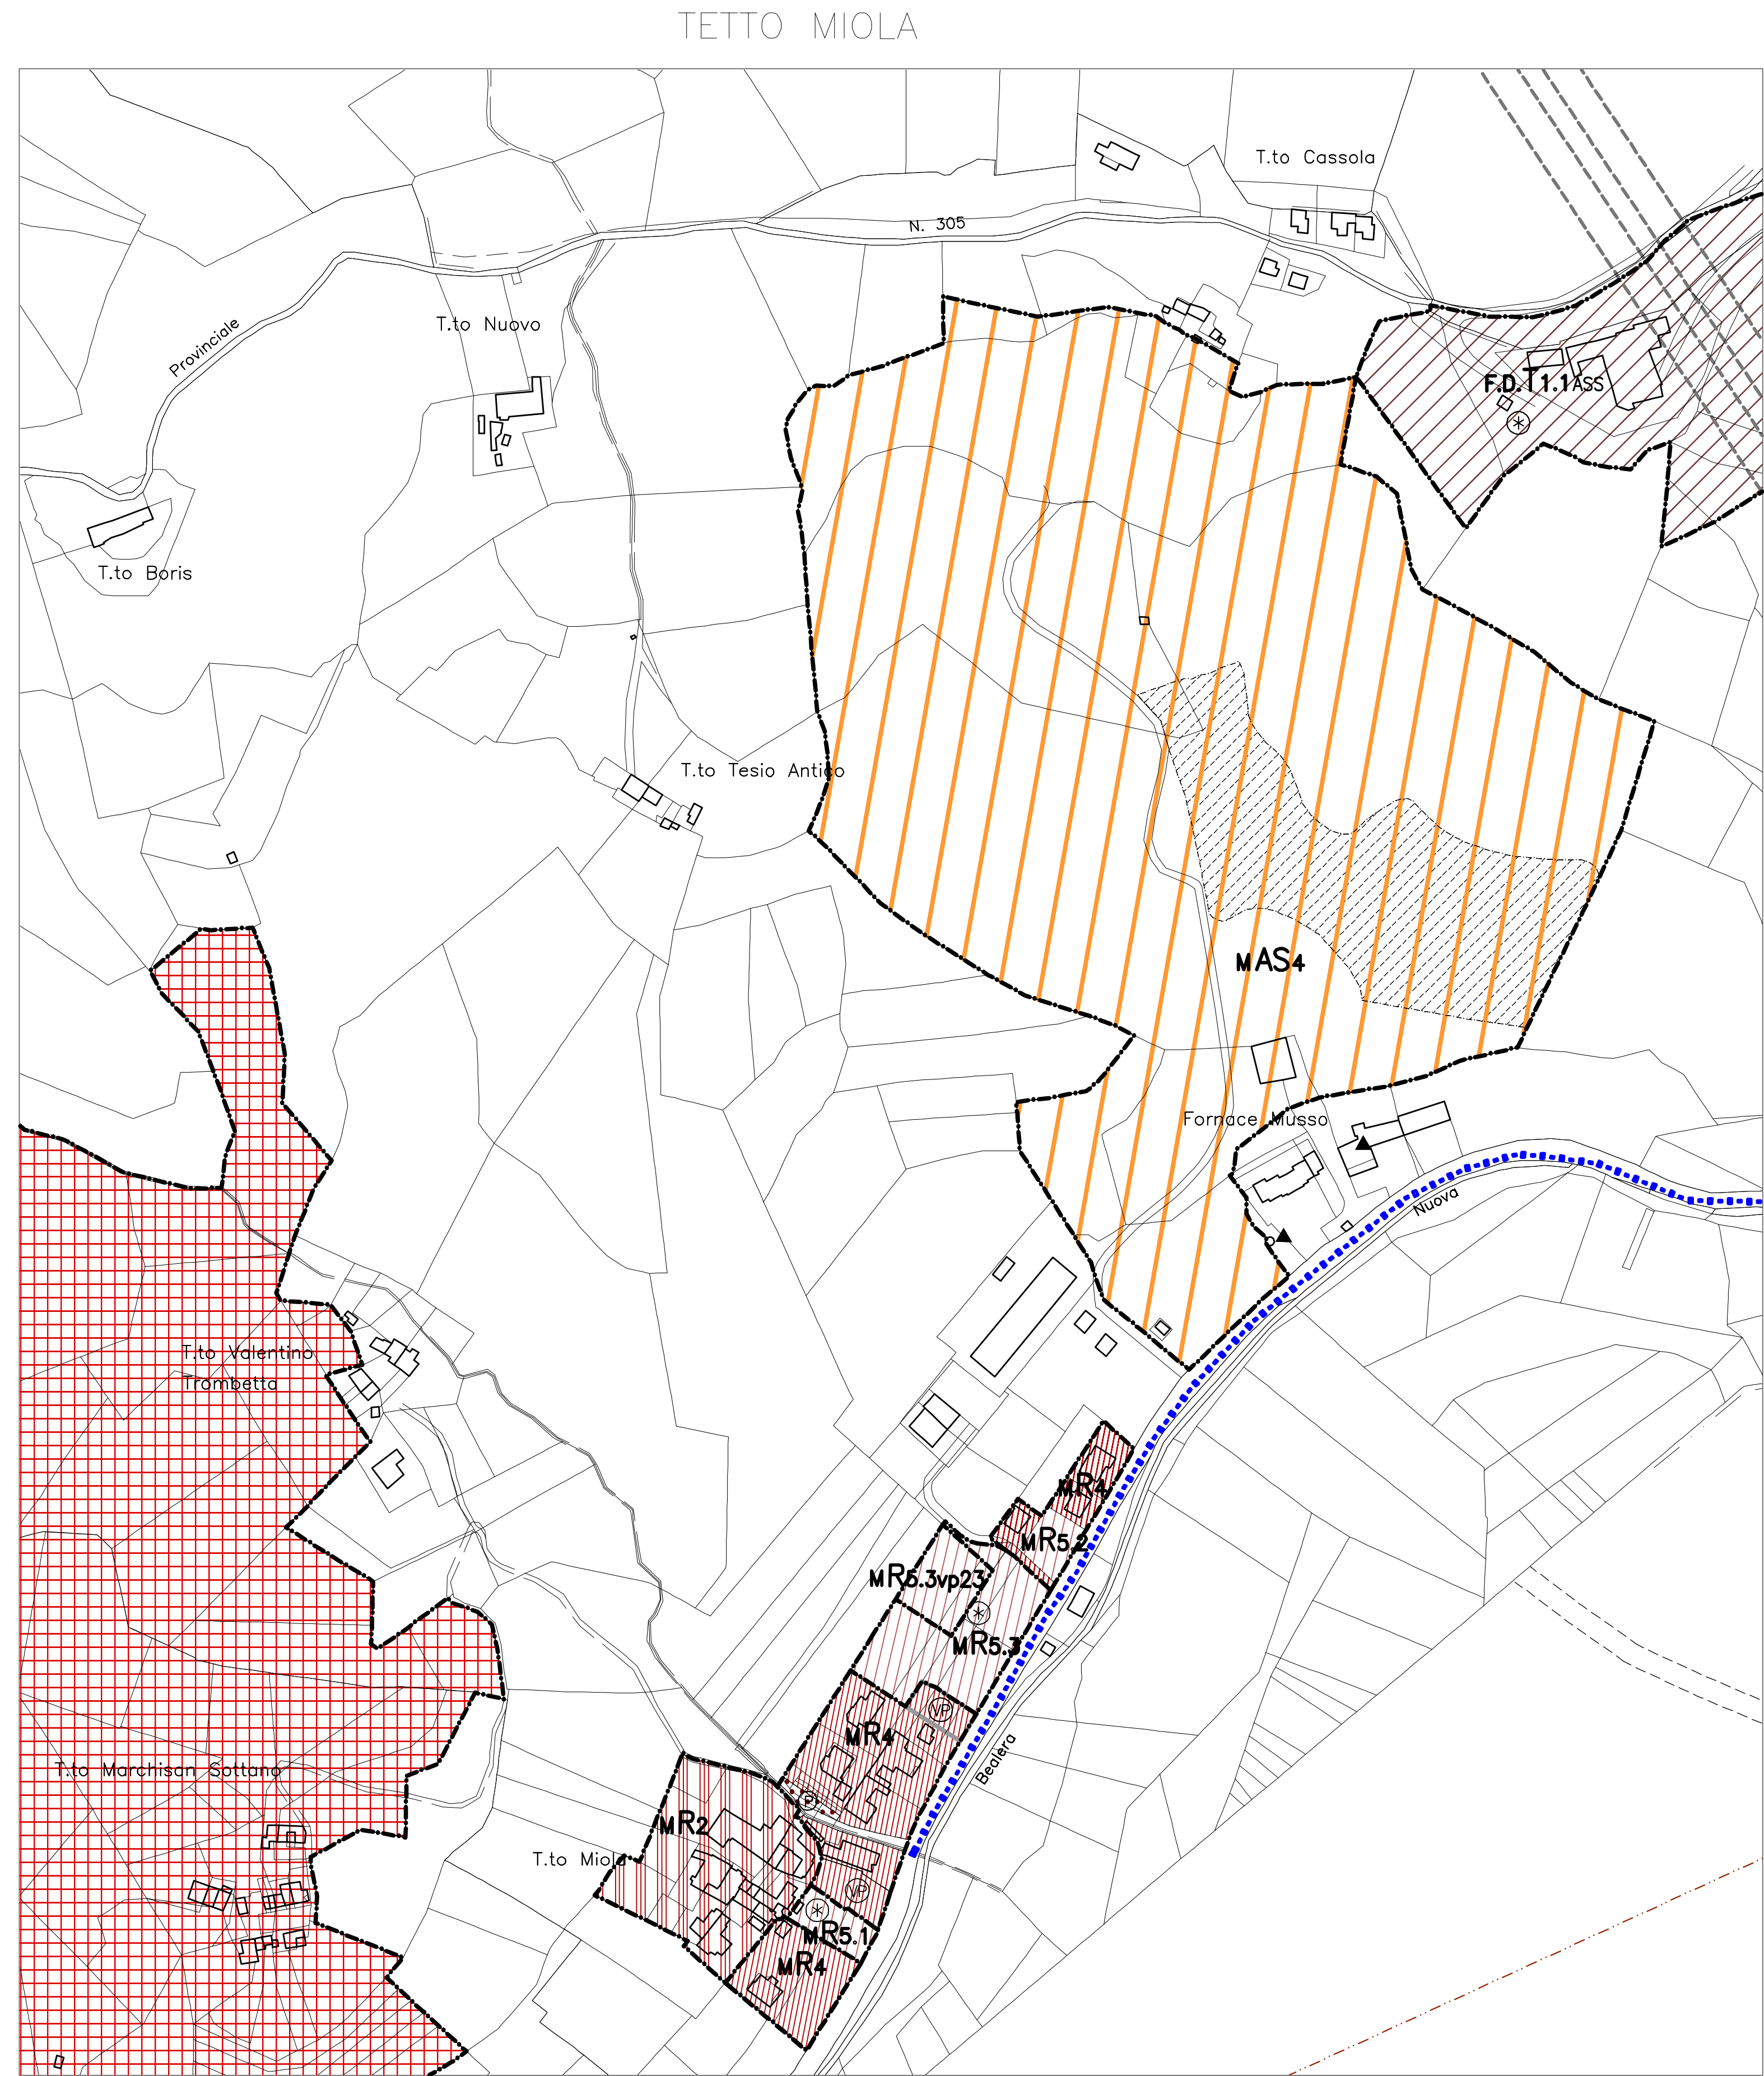 TETTO MIOLA
T.to Cassola
N. 305
T.to Nuovo
Provinciale
F.D.T1.1ASS
T.to Boris
T.to Tesio Antico
MAS4
Fornace Musso
Nuova
T.to Valentino
Trombetta
MR4
MR5.2
MR5.3vp23
MR5.3
VP
MR4
Bealera
T.to Marchisan Sottano
P
MR2
T.to Miola
VP
MR5.1
MR4